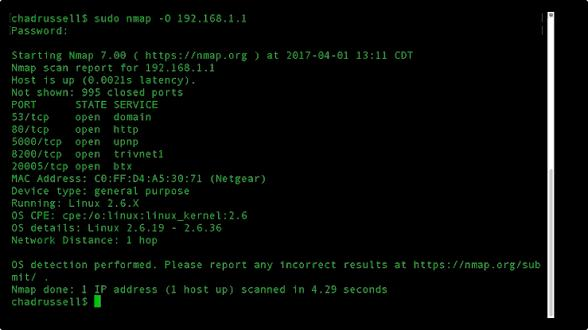 chadrussell$ sudo nmap -O 192.168.1.1
Password:
Starting Nmap 7.00 ( https://nmap.org ) at 2017-04-01 13:11 CDT
Nmap scan report for 192.168.1.1
Host is up (0.0021s latency).
Not shown: 995 closed ports
PORT STATE SERVICE
53/tcp open domain
80/tcp open http
5000/tcp open upnp
8200/tcp open trivnet1
20005/tcp open btx
MAC Address: C0:FF:D4:A5:30:71 (Netgear)
Device type: general purpose
Running: Linux 2.6.X
OS CPE: cpe:/o:linux:linux_kernel:2.6
OS details: Linux 2.6.19 - 2.6.36
Network Distance: 1 hop
OS detection performed. Please report any incorrect results at https://nmap.org/sub
mit/ .
Nmap done: 1 IP address (1 host up) scanned in 4.29 seconds
chadrussell$